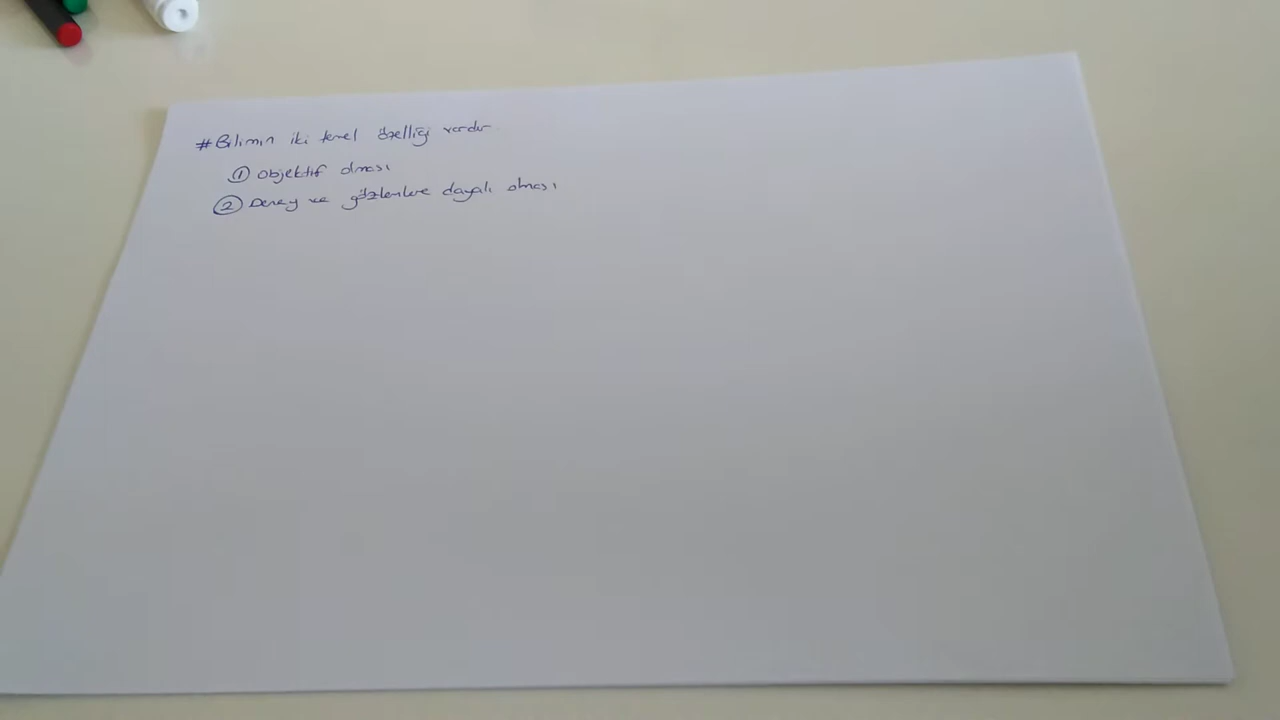 # Bilimin iki temel özelliği vardır
① Objektif olması
② Deney ve gözlemlere dayalı olması